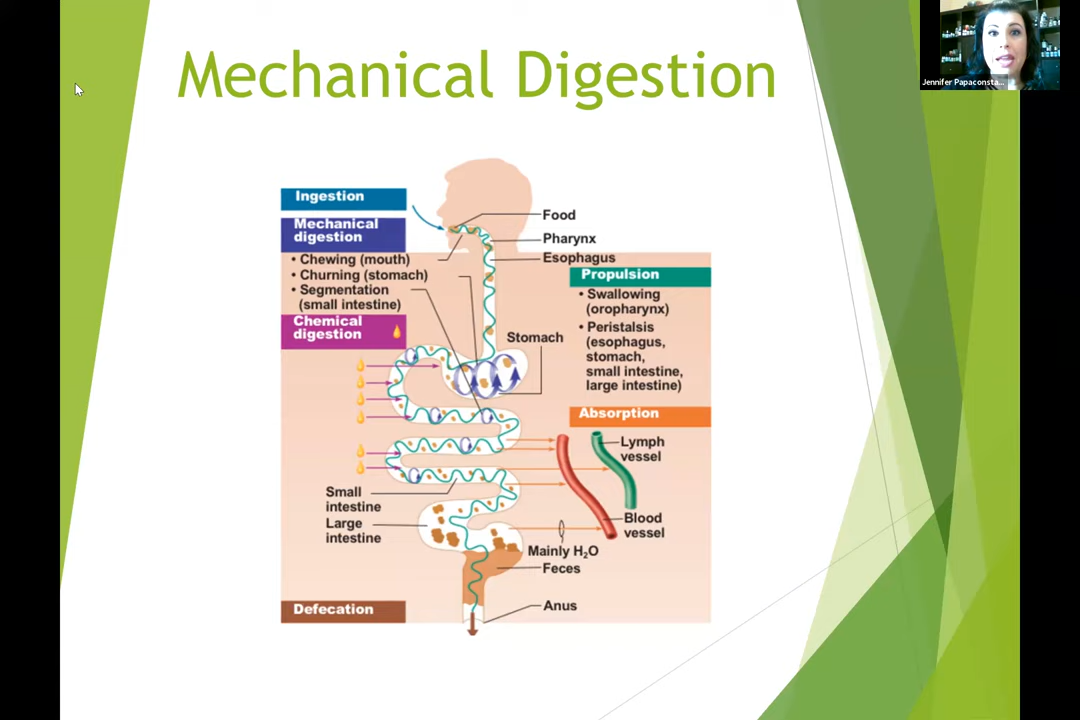 Mechanical Digestion
Jennifer Papaconsta...
Ingestion
Mechanical
digestion
• Chewing (mouth)
• Churning (stomach)
• Segmentation
(small intestine)
Chemical
digestion
Food
Pharynx
Esophagus
Propulsion
• Swallowing
(oropharynx)
• Peristalsis
(esophagus,
stomach,
small intestine,
large intestine)
Stomach
Absorption
Lymph
vessel
Blood
vessel
Small
intestine
Large
intestine
Mainly H₂O
Feces
Anus
Defecation